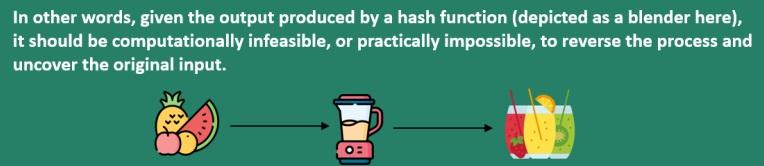 In other words, given the output produced by a hash function (depicted as a blender here),
it should be computationally infeasible, or practically impossible, to reverse the process and
uncover the original input.